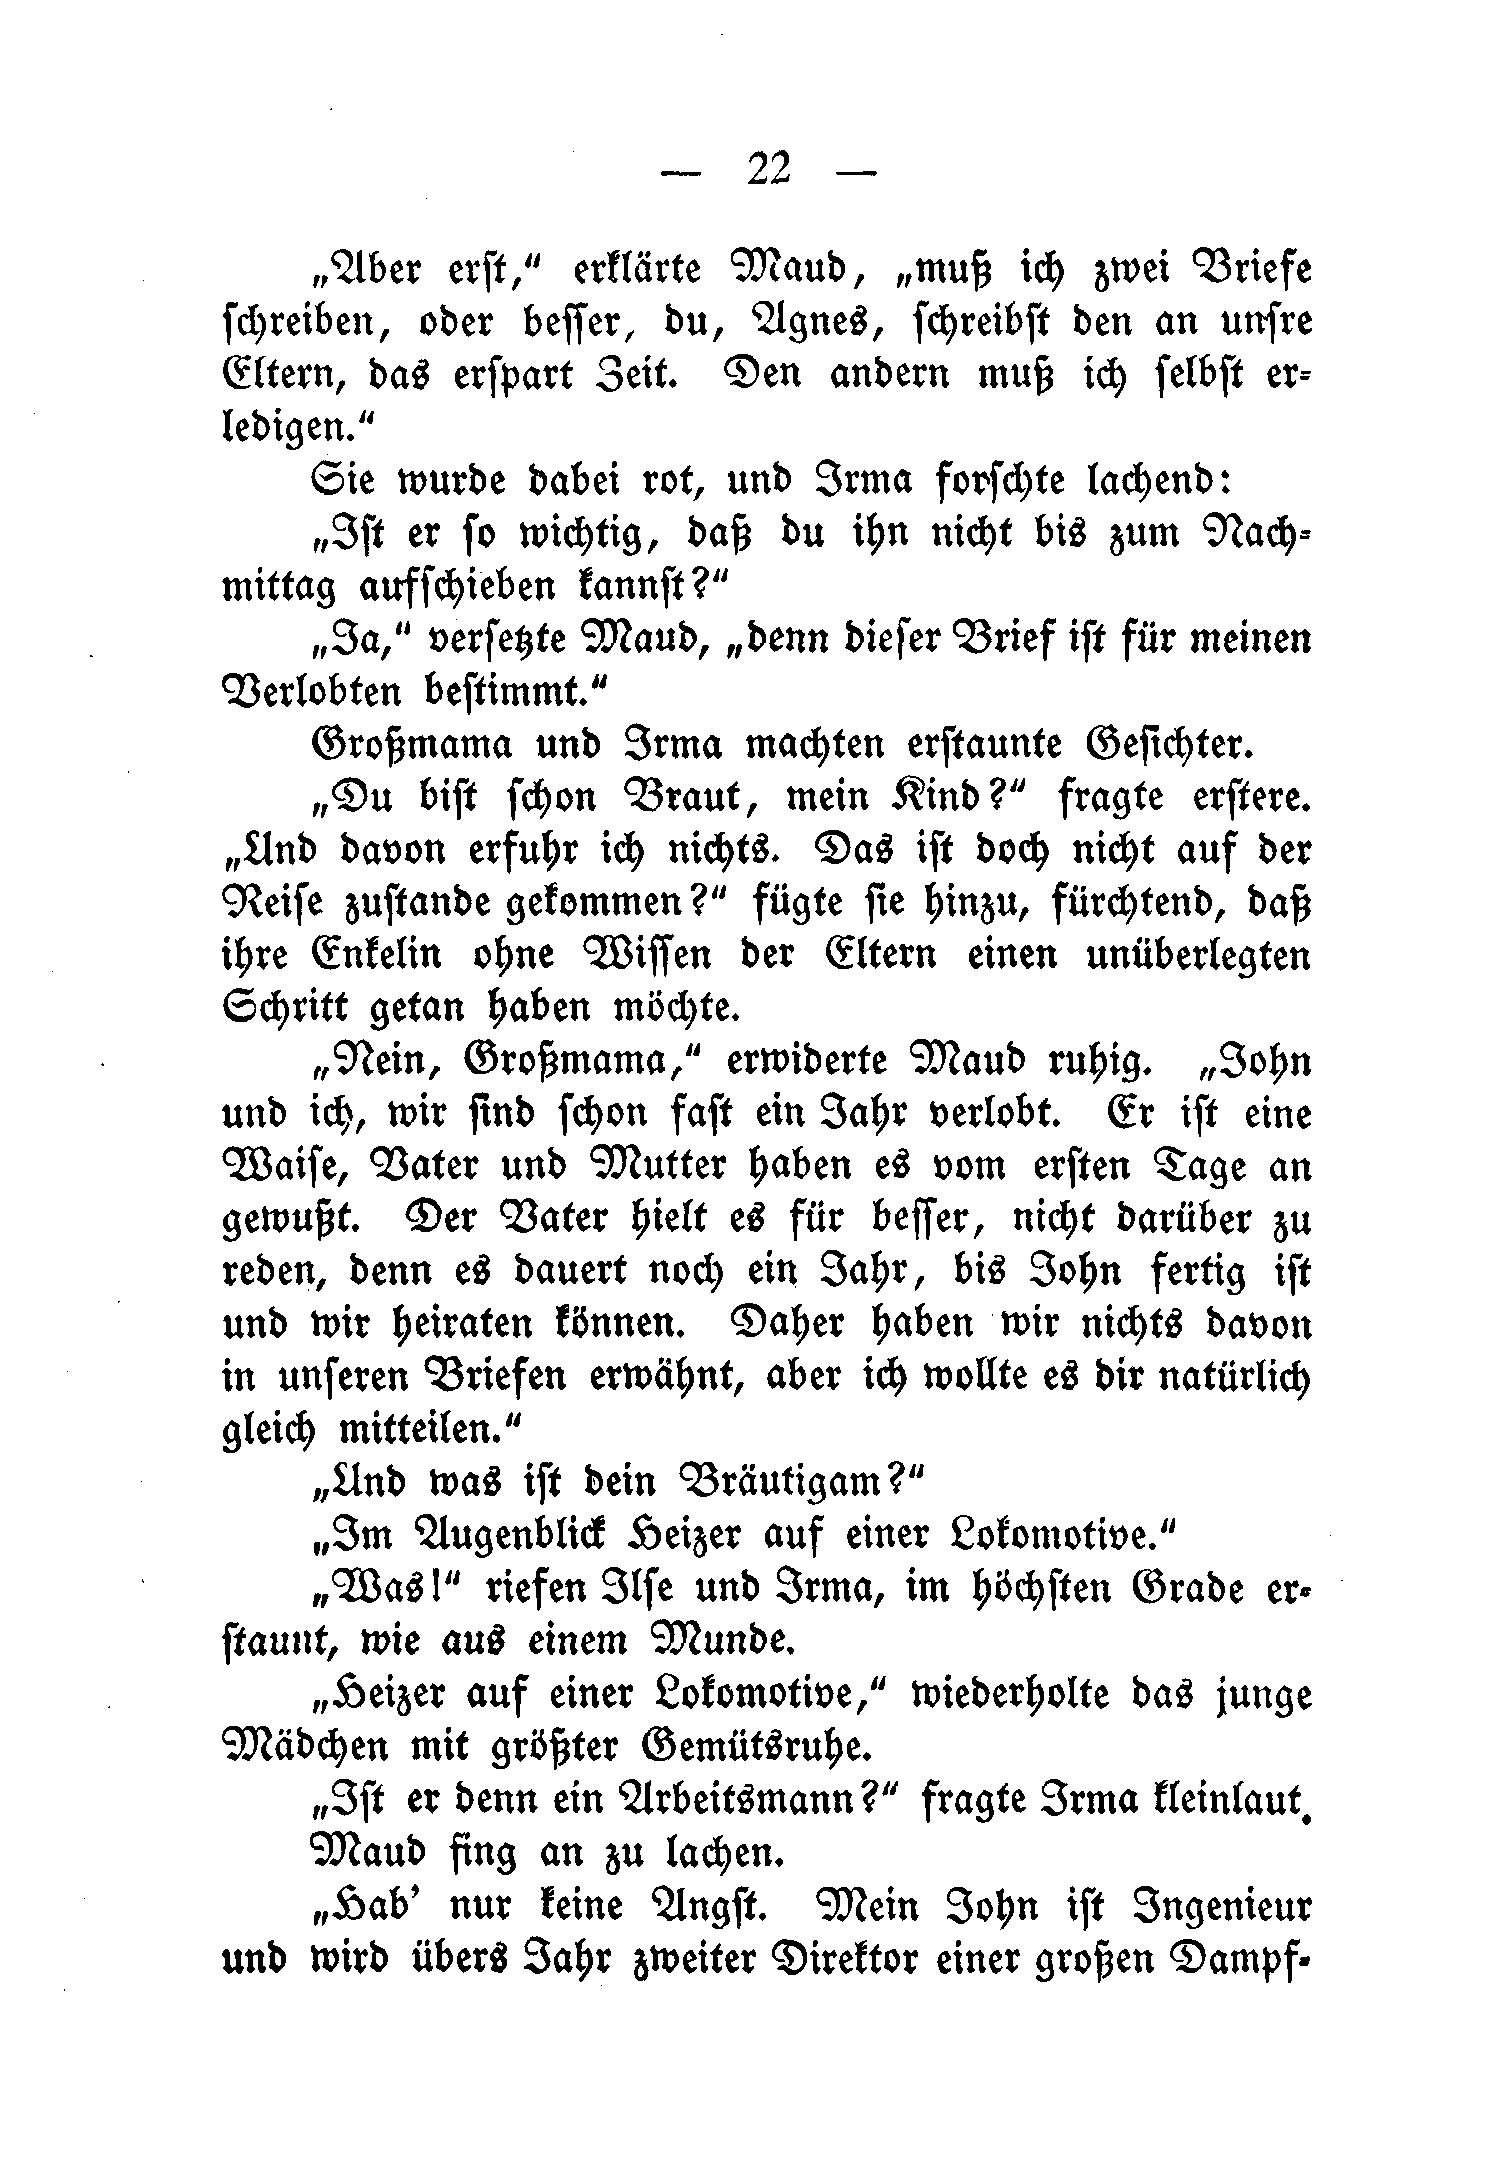 — 22 —
„Aber erst,“ erklärte Maud, „muß ich zwei Briefe
schreiben, oder besser, du, Agnes, schreibst den an unsre
Eltern, das erspart Zeit. Den andern muß ich selbst er-
ledigen.“
Sie wurde dabei rot, und Irma forschte lachend:
„Ist er so wichtig, daß du ihn nicht bis zum Nach-
mittag aufschieben kannst?“
„Ja,“ versetzte Maud, „denn dieser Brief ist für meinen
Verlobten bestimmt.“
Großmama und Irma machten erstaunte Gesichter.
„Du bist schon Braut, mein Kind?“ fragte erstere.
„Und davon erfuhr ich nichts. Das ist doch nicht auf der
Reise zustande gekommen?“ fügte sie hinzu, fürchtend, daß
ihre Enkelin ohne Wissen der Eltern einen unüberlegten
Schritt getan haben möchte.
„Nein, Großmama,“ erwiderte Maud ruhig. „John
und ich, wir sind schon fast ein Jahr verlobt. Er ist eine
Waise, Vater und Mutter haben es vom ersten Tage an
gewußt. Der Vater hielt es für besser, nicht darüber zu
reden, denn es dauert noch ein Jahr, bis John fertig ist
und wir heiraten können. Daher haben wir nichts davon
in unseren Briefen erwähnt, aber ich wollte es dir natürlich
gleich mitteilen.“
„Und was ist dein Bräutigam?“
„Im Augenblick Heizer auf einer Lokomotive.“
„Was!“ riefen Ilse und Irma, im höchsten Grade er-
staunt, wie aus einem Munde.
„Heizer auf einer Lokomotive,“ wiederholte das junge
Mädchen mit größter Gemütsruhe.
„Ist er denn ein Arbeitsmann?“ fragte Irma kleinlaut.
Maud fing an zu lachen.
„Hab’ nur keine Angst. Mein John ist Ingenieur
und wird übers Jahr zweiter Direktor einer großen Dampf-